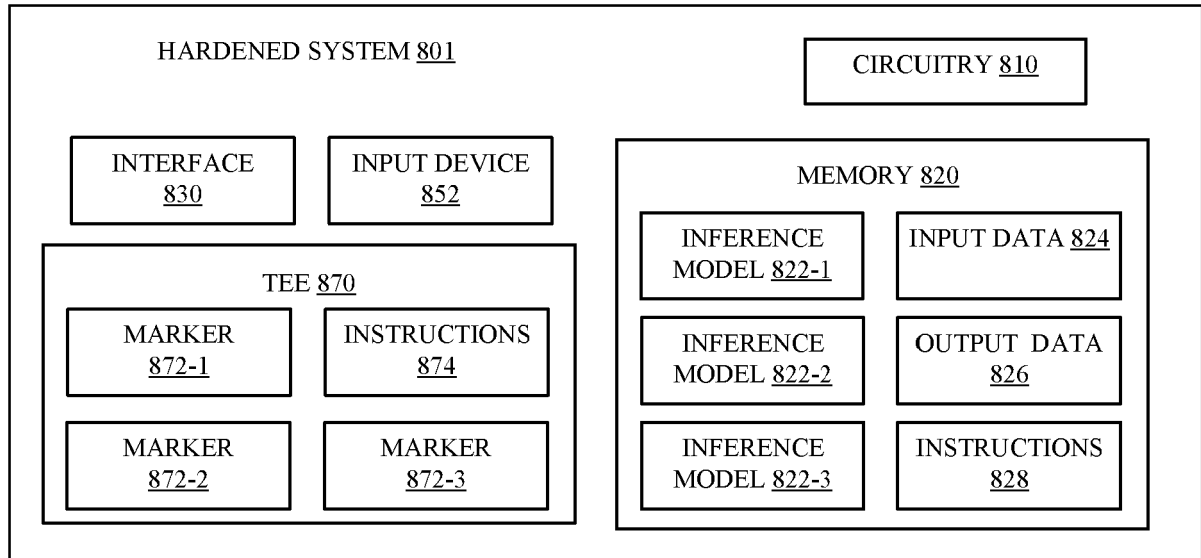 HARDENED SYSTEM 801
CIRCUITRY 810
INTERFACE
830
INPUT DEVICE
852
TEE 870
MARKER
872-1
INSTRUCTIONS
874
MARKER
872-2
MARKER
872-3
MEMORY 820
INFERENCE
MODEL 822-1
INPUT DATA 824
INFERENCE
MODEL 822-2
OUTPUT DATA
826
INFERENCE
MODEL 822-3
INSTRUCTIONS
828